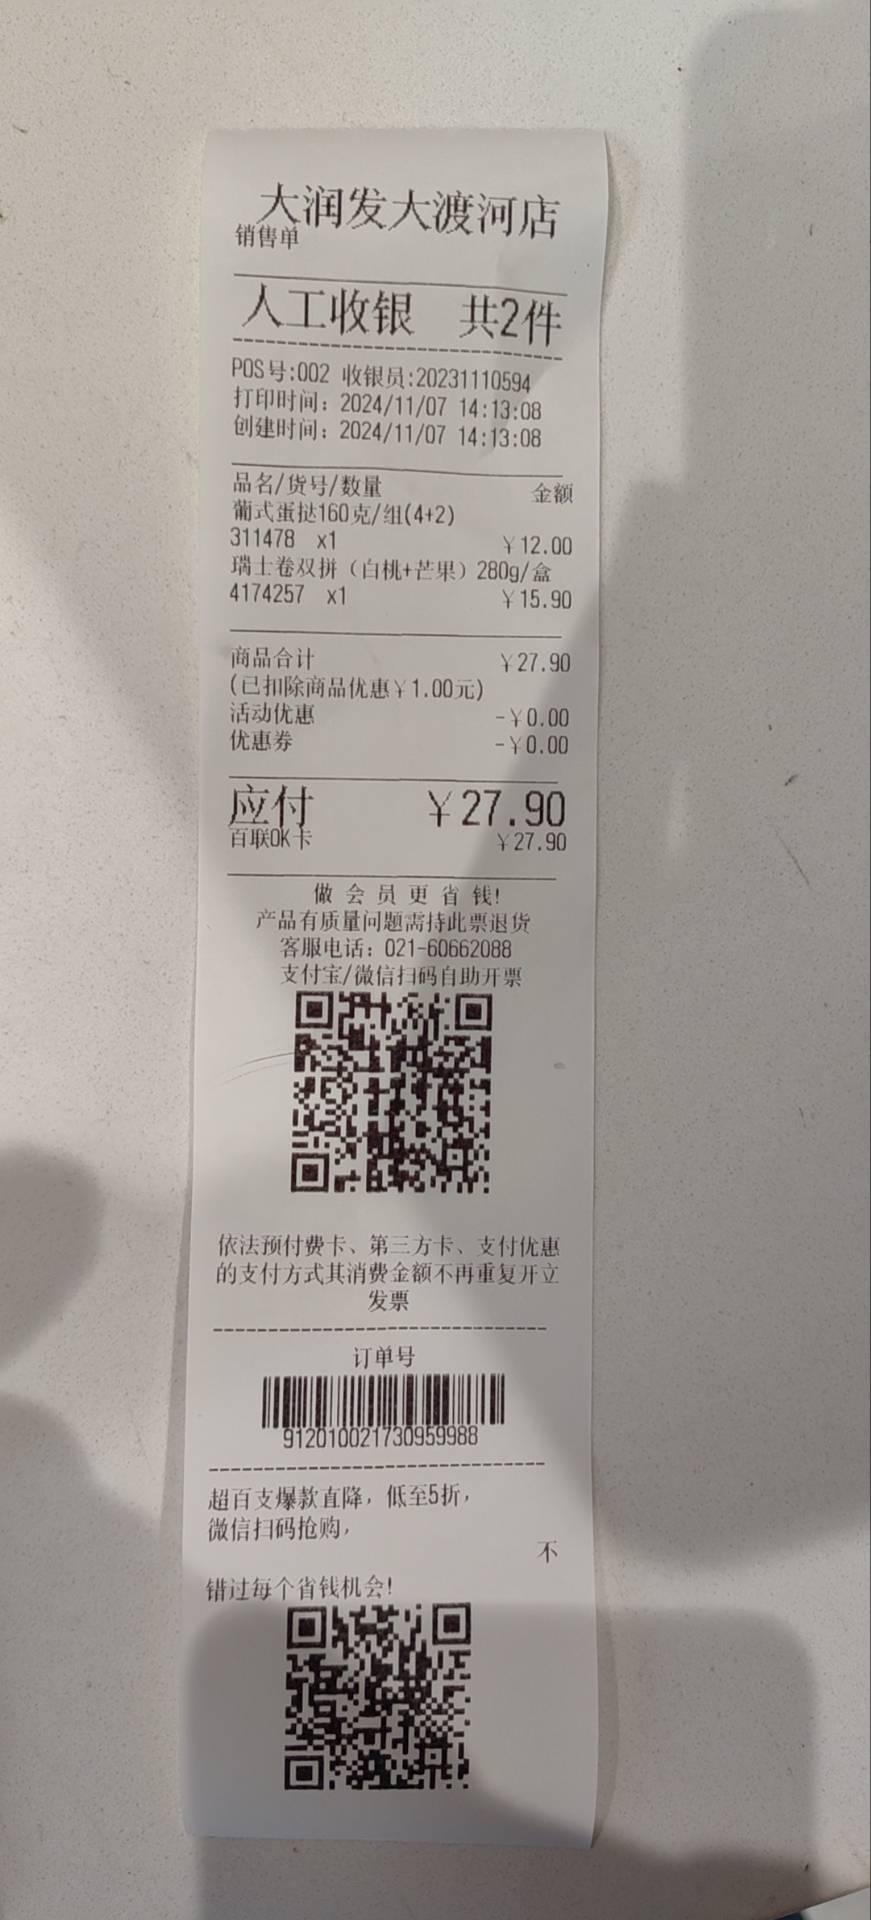 大润发大渡河店
销售单
人工收银 共2件
POS号:002 收银员:20231110594
打印时间: 2024/11/07 14:13:08
创建时间: 2024/11/07 14:13:08
品名/货号/数量 金额
葡式蛋挞160克/组(4+2)
311478 x1 ￥12.00
瑞士卷双拼（白桃+芒果）280g/盒
4174257 x1 ￥15.90
商品合计 ￥27.90
(已扣除商品优惠￥1.00元)
活动优惠 -￥0.00
优惠券 -￥0.00
应付 ￥27.90
百联OK卡 ￥27.90
做 会 员 更 省 钱!
产品有质量问题需持此票退货
客服电话: 021-60662088
支付宝/微信扫码自助开票
依法预付费卡、第三方卡、支付优惠
的支付方式其消费金额不再重复开立
发票
订单号
912010021730959988
超百支爆款直降，低至5折，
微信扫码抢购，
不
错过每个省钱机会!